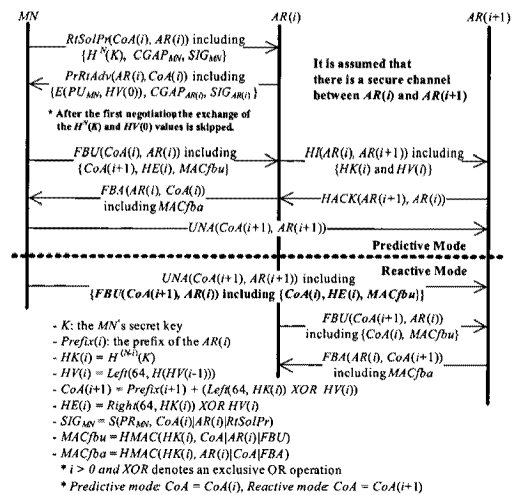 MN AR(i) AR(i+1)
RtSolPr(CoA(i), AR(i)) including
{H^N(K), CGAP_MN, SIG_MN}
PrRtAdv(AR(i), CoA(i)) including
{E(PU_MN, HV(0)), CGAP_AR(i), SIG_AR(i)}
It is assumed that
there is a secure channel
between AR(i) and AR(i+1)
* After the first negotiation the exchange of
the H^N(K) and HV(0) values is skipped.
FBU(CoA(i), AR(i)) including
{CoA(i+1), HE(i), MACfbu}
HI(AR(i), AR(i+1)) including
{HK(i) and HV(i)}
FBA(AR(i), CoA(i))
including MACfba
HACK(AR(i+1), AR(i))
UNA(CoA(i+1), AR(i+1))
Predictive Mode
Reactive Mode
UNA(CoA(i+1), AR(i+1)) including
{FBU(CoA(i+1), AR(i)) including {CoA(i), HE(i), MACfbu}}
FBU(CoA(i+1), AR(i))
including {CoA(i), MACfbu}
FBA(AR(i), CoA(i+1))
including MACfba
- K: the MN's secret key
- Prefix(i): the prefix of the AR(i)
- HK(i) = H^(N-i)(K)
- HV(i) = Left(64, H(HV(i-1)))
- CoA(i+1) = Prefix(i+1) + (Left(64, HK(i)) XOR HV(i))
- HE(i) = Right(64, HK(i)) XOR HV(i)
- SIG_MN = S(PR_MN, CoA(i)|AR(i)|RtSolPr)
- MACfbu = HMAC(HK(i), CoA|AR(i)|FBU)
- MACfba = HMAC(HK(i), AR(i)|CoA|FBA)
* i > 0 and XOR denotes an exclusive OR operation
* Predictive mode: CoA = CoA(i), Reactive mode: CoA = CoA(i+1)